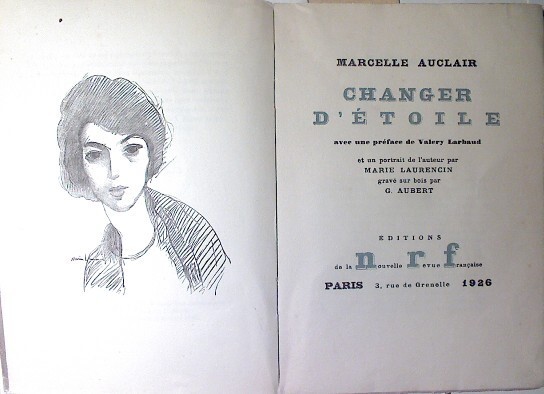 MARCELLE AUCLAIR
CHANGER
D'ÉTOILE
avec une préface de Valery Larbaud
et un portrait de l'auteur par
MARIE LAURENCIN
gravé sur bois par
G. AUBERT
EDITIONS
de la nouvelle revue française
PARIS 3, rue de Grenelle 1926